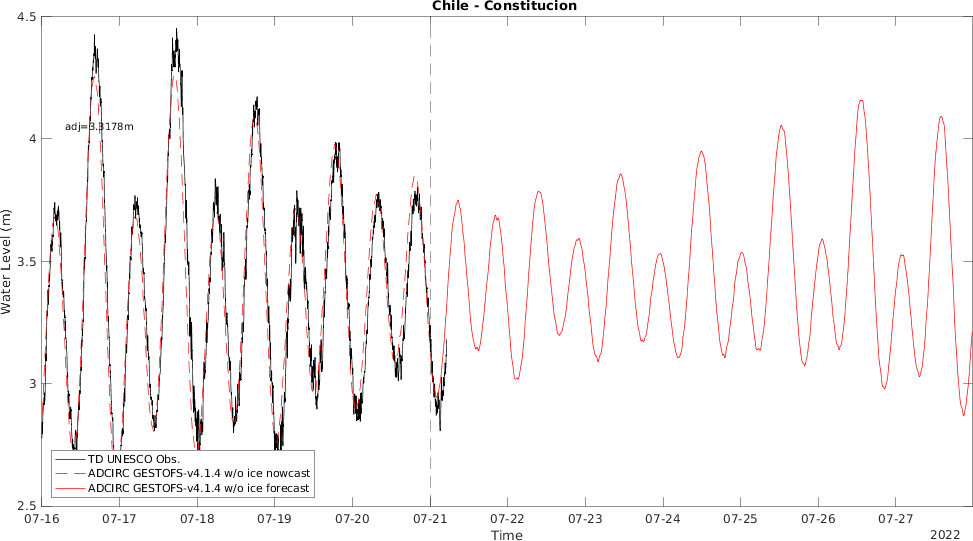 Chile - Constitucion
4.5
4
3.5
3
2.5
Water Level (m)
adj=3.3178m
TD UNESCO Obs.
ADCIRC GESTOFS-v4.1.4 w/o ice nowcast
ADCIRC GESTOFS-v4.1.4 w/o ice forecast
07-16 07-17 07-18 07-19 07-20 07-21 07-22 07-23 07-24 07-25 07-26 07-27
Time
2022